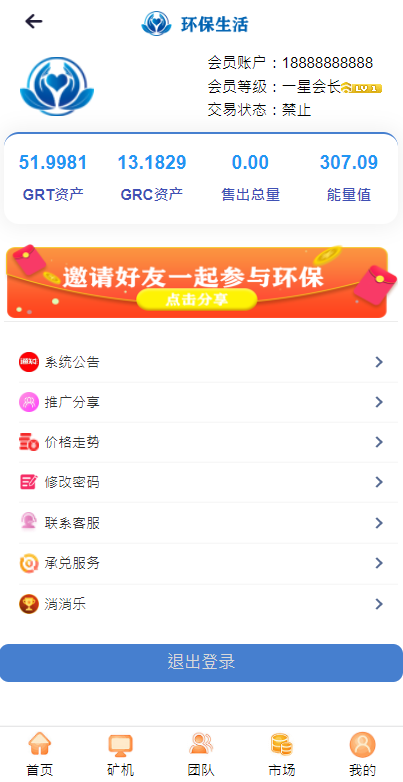 环保生活
会员账户：18888888888
会员等级：一星会长 LV 1
交易状态：禁止
51.9981 13.1829 0.00 307.09
GRT资产 GRC资产 售出总量 能量值
邀请好友一起参与环保
点击分享
通知 系统公告
推广分享
价格走势
修改密码
联系客服
承兑服务
消消乐
退出登录
首页 矿机 团队 市场 我的